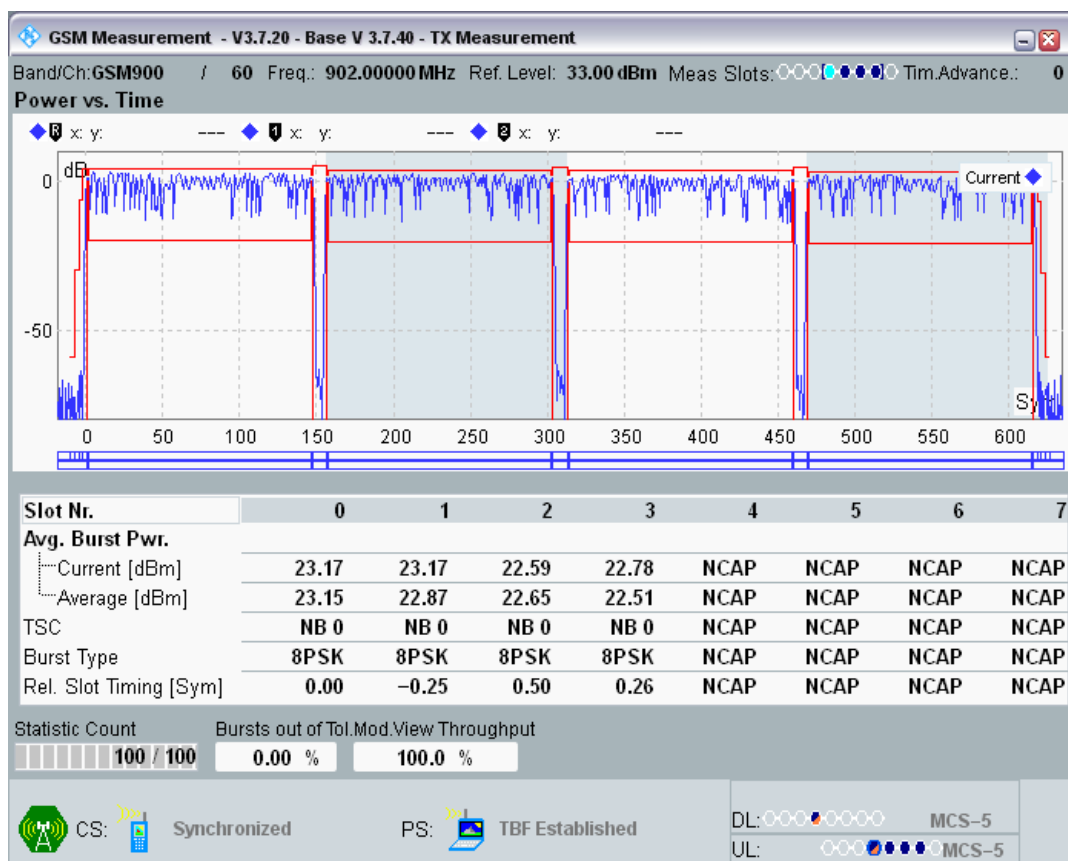 GSM Measurement - V3.7.20 - Base V 3.7.40 - TX Measurement
Band/Ch:GSM900 / 60 Freq.: 902.00000 MHz Ref. Level: 33.00 dBm Meas Slots: Tim.Advance.: 0
Power vs. Time
R x: y: --- 1 x: y: --- 2 x: y: ---
Current
0
-50
0 50 100 150 200 250 300 350 400 450 500 550 600
Slot Nr. 0 1 2 3 4 5 6 7
Avg. Burst Pwr.
Current [dBm] 23.17 23.17 22.59 22.78 NCAP NCAP NCAP NCAP
Average [dBm] 23.15 22.87 22.65 22.51 NCAP NCAP NCAP NCAP
TSC NB 0 NB 0 NB 0 NB 0 NCAP NCAP NCAP NCAP
Burst Type 8PSK 8PSK 8PSK 8PSK NCAP NCAP NCAP NCAP
Rel. Slot Timing [Sym] 0.00 −0.25 0.50 0.26 NCAP NCAP NCAP NCAP
Statistic Count Bursts out of Tol.Mod.View Throughput
100 / 100 0.00 % 100.0 %
CS: Synchronized PS: TBF Established
DL: MCS−5
UL: MCS−5